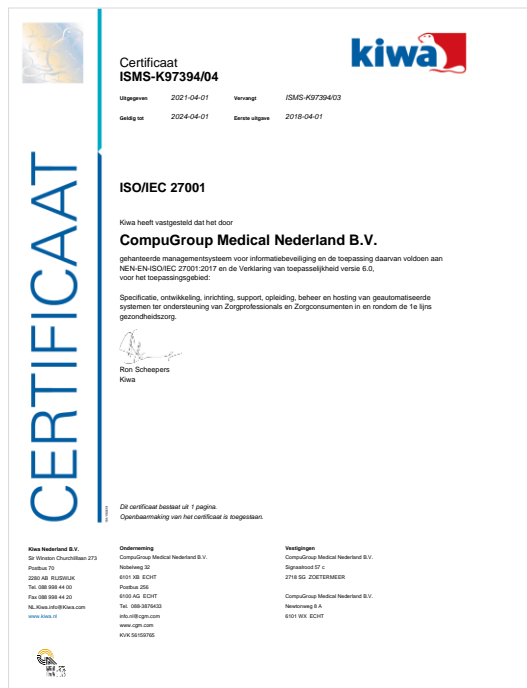 kiwa
Certificaat
ISMS-K97394/04
Uitgegeven 2021-04-01 Vervangt ISMS-K97394/03
Geldig tot 2024-04-01 Eerste uitgave 2018-04-01
CERTIFICAAT
ISO/IEC 27001
Kiwa heeft vastgesteld dat het door
CompuGroup Medical Nederland B.V.
gehanteerde managementsysteem voor informatiebeveiliging en de toepassing daarvan voldoen aan
NEN-EN-ISO/IEC 27001:2017 en de Verklaring van toepasselijkheid versie 6.0,
voor het toepassingsgebied:
Specificatie, ontwikkeling, inrichting, support, opleiding, beheer en hosting van geautomatiseerde
systemen ter ondersteuning van Zorgprofessionals en Zorgconsumenten in en rondom de 1e lijns
gezondheidszorg.
Ron Scheepers
Kiwa
Dit certificaat bestaat uit 1 pagina.
Openbaarmaking van het certificaat is toegestaan.
Kiwa Nederland B.V.
Sir Winston Churchilllaan 273
Postbus 70
2280 AB RIJSWIJK
Tel. 088 998 44 00
Fax 088 998 44 20
NL.Kiwa.info@Kiwa.com
www.kiwa.nl
Onderneming
CompuGroup Medical Nederland B.V.
Nobelweg 32
6101 XB ECHT
Postbus 256
6100 AG ECHT
Tel. 088-3876433
info.nl@cgm.com
www.cgm.com
KVK 56159765
Vestigingen
CompuGroup Medical Nederland B.V.
Signaalrood 57 c
2718 SG ZOETERMEER
CompuGroup Medical Nederland B.V.
Newtonweg 8 A
6101 WX ECHT